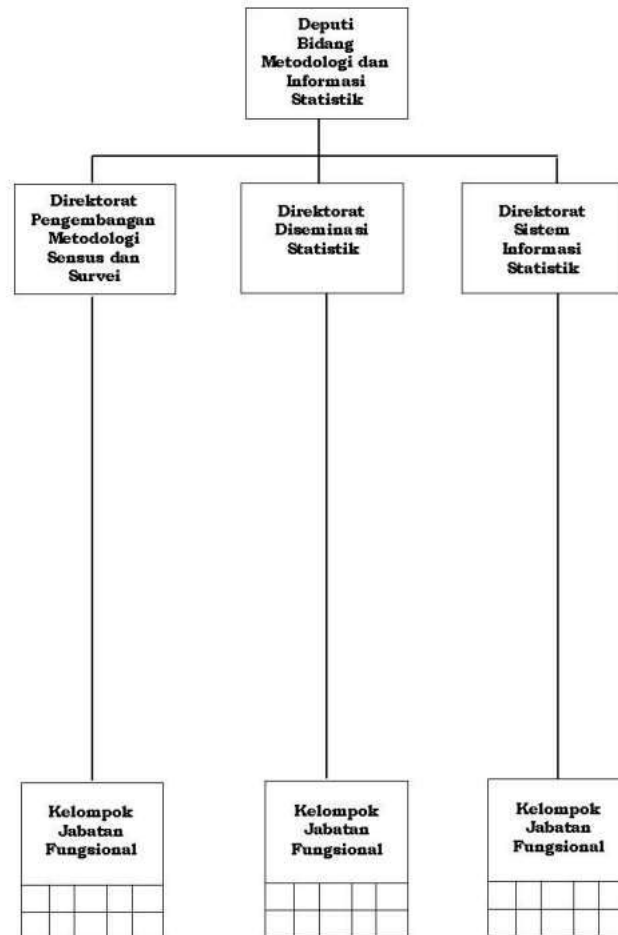 Deputi
Bidang
Metodologi dan
Informasi
Statistik
Direktorat
Pengembangan
Metodologi
Sensus dan
Survei
Direktorat
Diseminasi
Statistik
Direktorat
Sistem
Informasi
Statistik
Kelompok
Jabatan
Fungsional
Kelompok
Jabatan
Fungsional
Kelompok
Jabatan
Fungsional